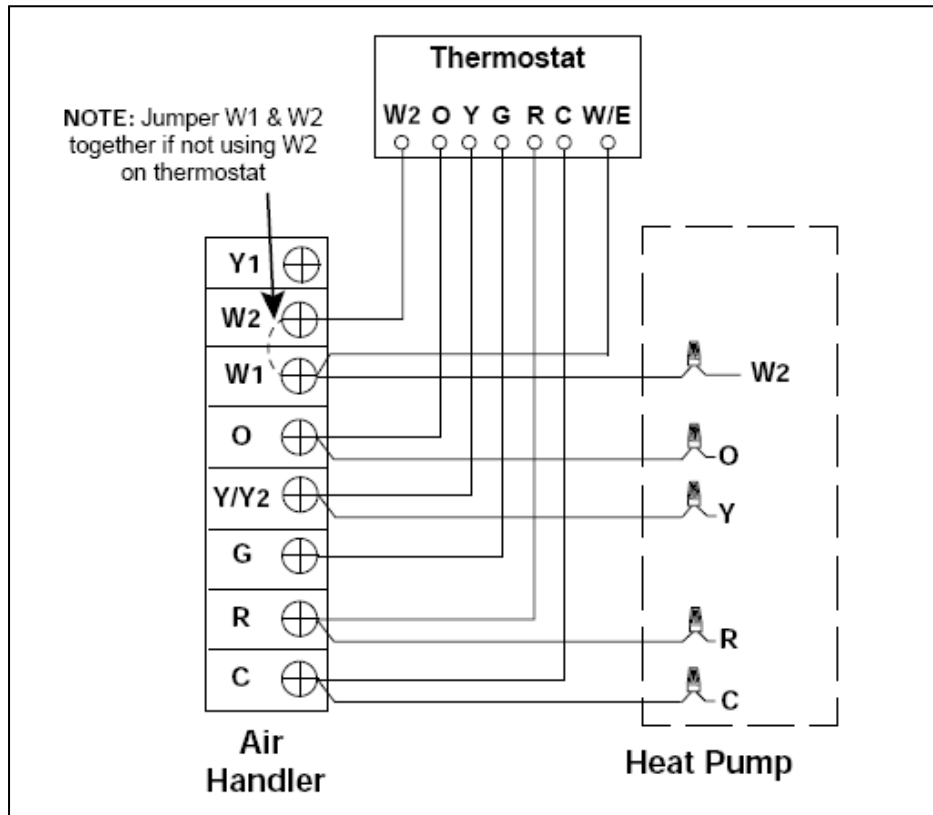 Thermostat
W2 O Y G R C W/E
NOTE: Jumper W1 & W2
together if not using W2
on thermostat
Y1
W2
W1
O
Y/Y2
G
R
C
W2
O
Y
R
C
Air
Handler
Heat Pump